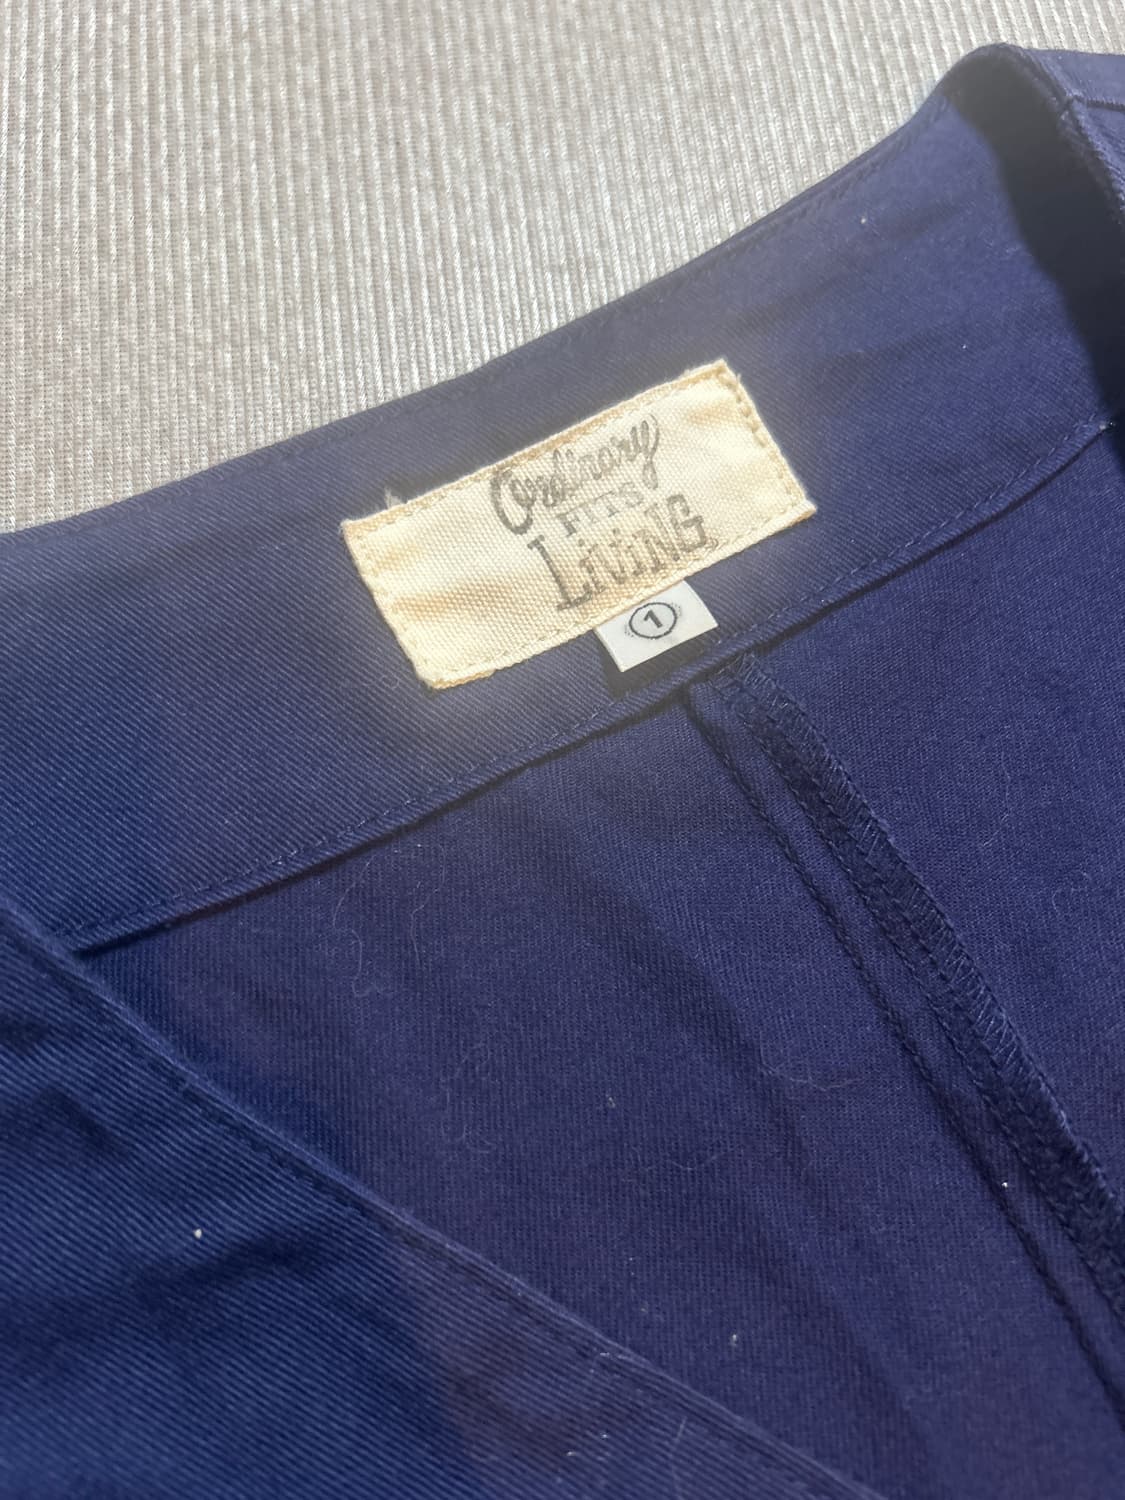 Ordinary
FITS
LiViNG
1